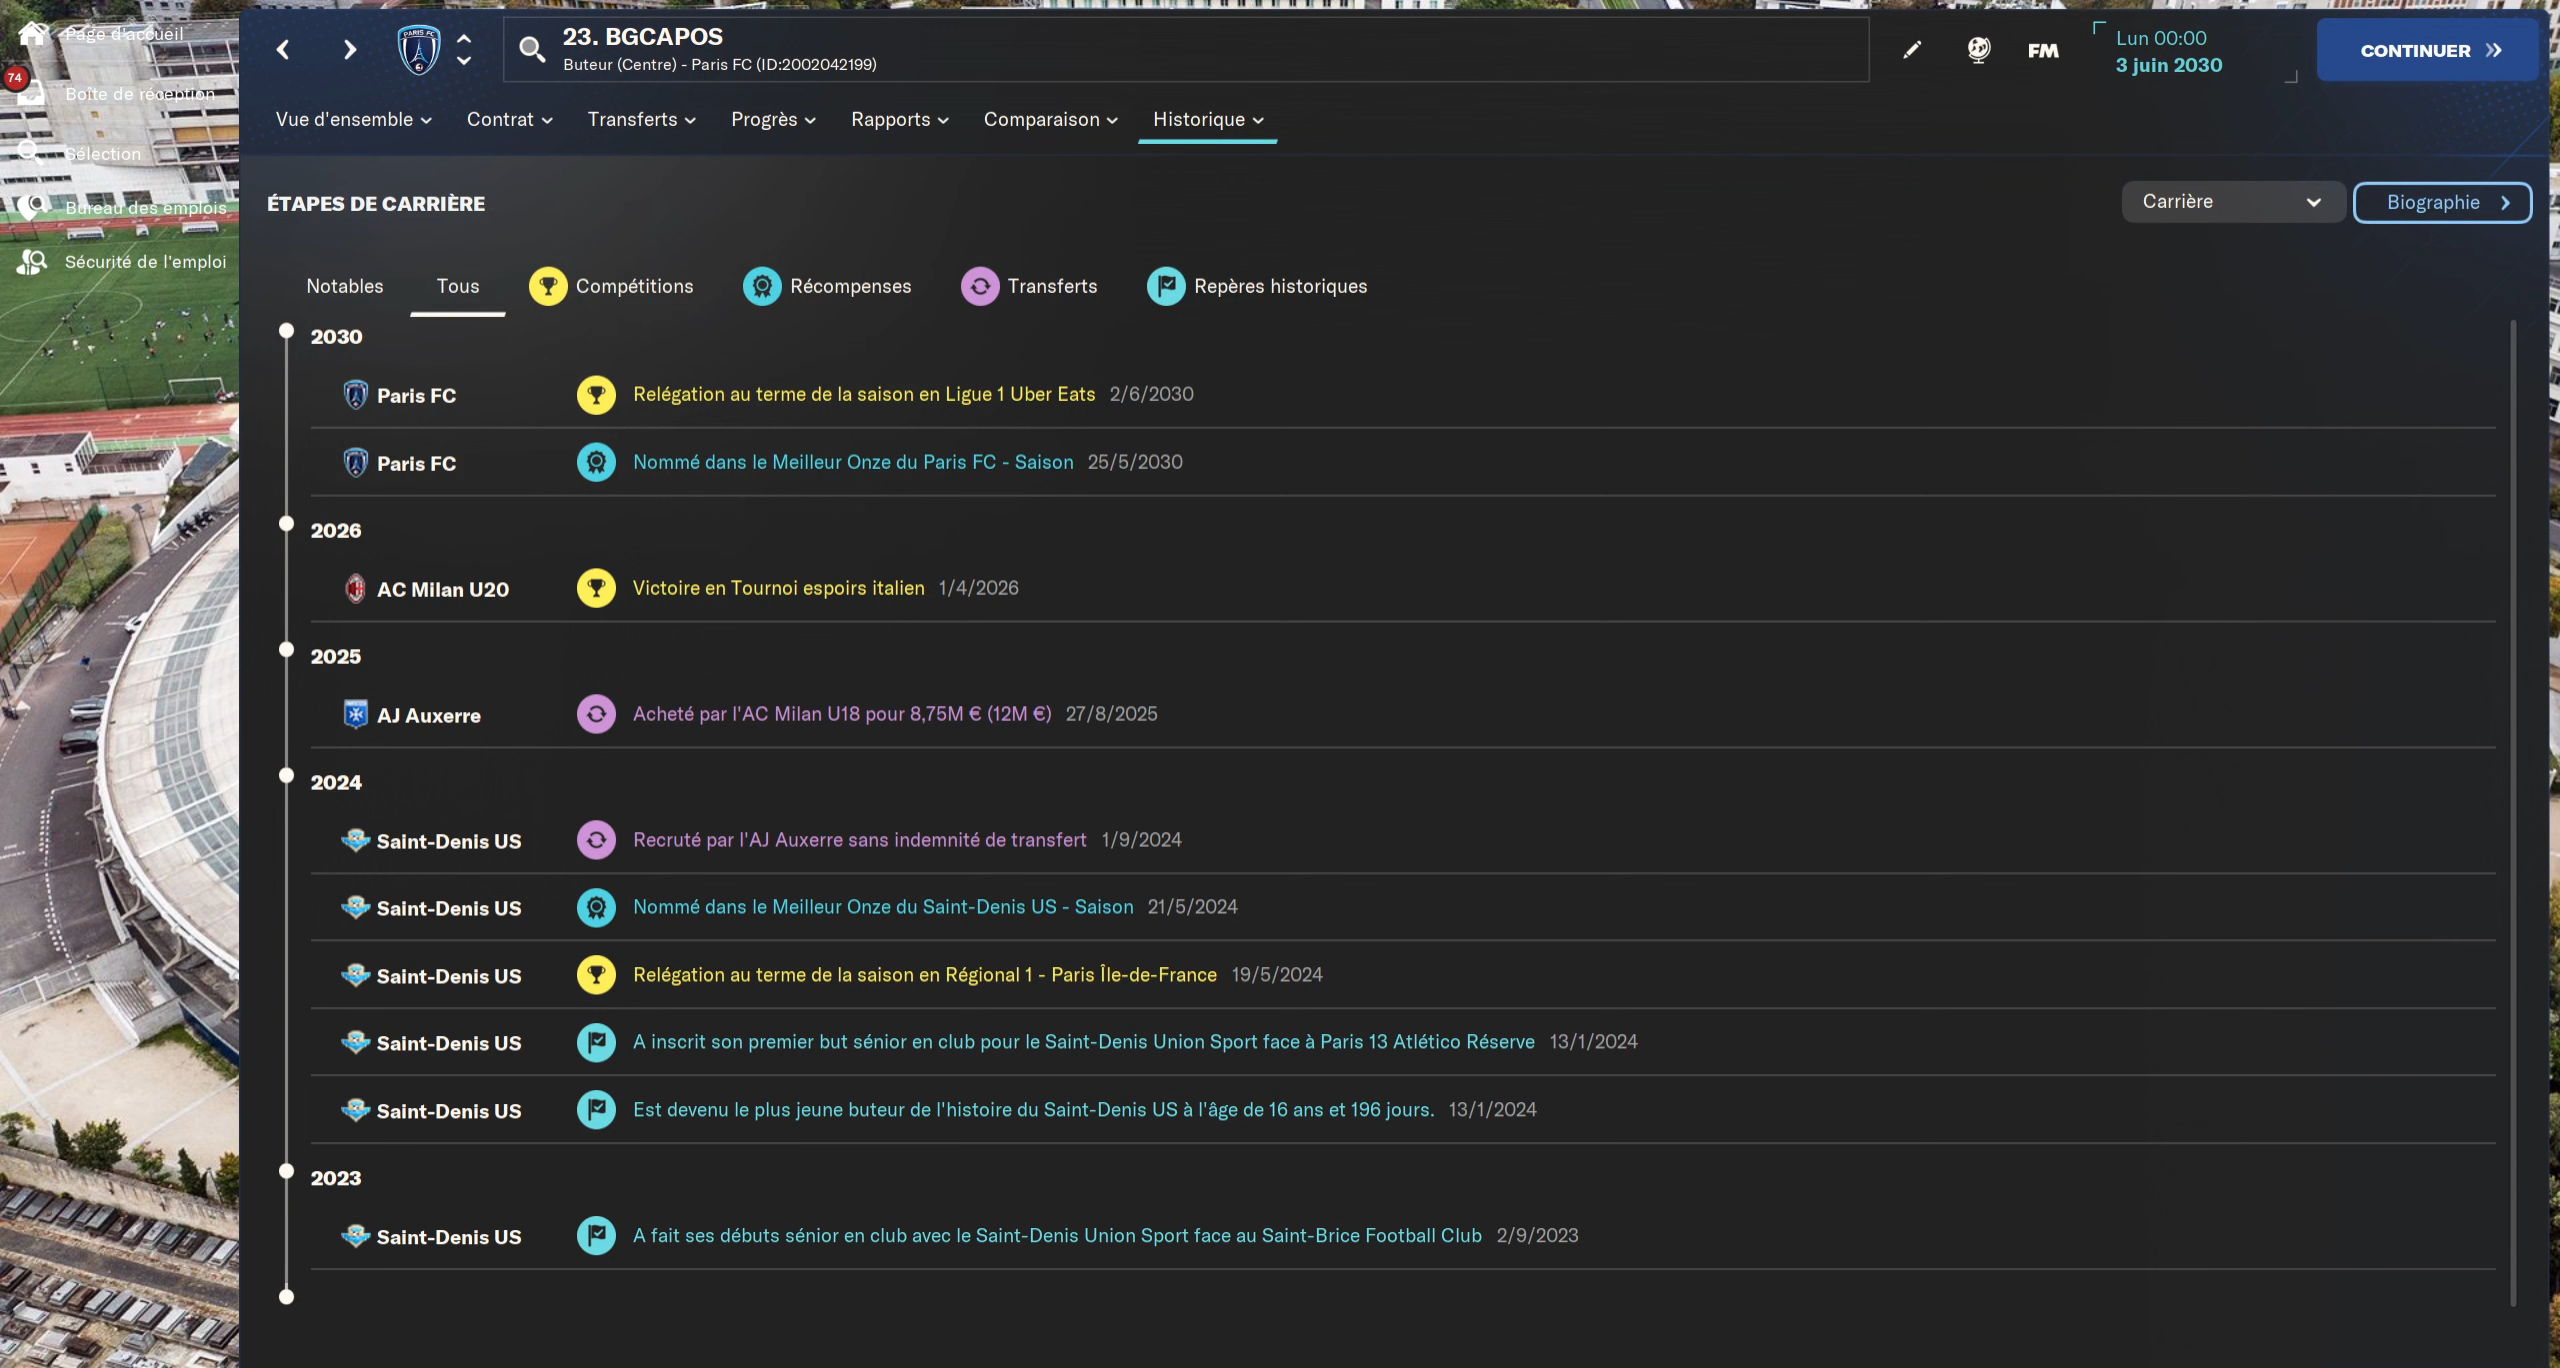 Page d'accueil
74
Boîte de réception
Sélection
Bureau des emplois
Sécurité de l'emploi
PARIS FC
23. BGCAPOS
Buteur (Centre) - Paris FC (ID:2002042199)
FM
Lun 00:00
3 juin 2030
CONTINUER
Vue d'ensemble
Contrat
Transferts
Progrès
Rapports
Comparaison
Historique
ÉTAPES DE CARRIÈRE
Carrière
Biographie
Notables
Tous
Compétitions
Récompenses
Transferts
Repères historiques
2030
Paris FC Relégation au terme de la saison en Ligue 1 Uber Eats 2/6/2030
Paris FC Nommé dans le Meilleur Onze du Paris FC - Saison 25/5/2030
2026
AC Milan U20 Victoire en Tournoi espoirs italien 1/4/2026
2025
AJ Auxerre Acheté par l'AC Milan U18 pour 8,75M € (12M €) 27/8/2025
2024
Saint-Denis US Recruté par l'AJ Auxerre sans indemnité de transfert 1/9/2024
Saint-Denis US Nommé dans le Meilleur Onze du Saint-Denis US - Saison 21/5/2024
Saint-Denis US Relégation au terme de la saison en Régional 1 - Paris Île-de-France 19/5/2024
Saint-Denis US A inscrit son premier but sénior en club pour le Saint-Denis Union Sport face à Paris 13 Atlético Réserve 13/1/2024
Saint-Denis US Est devenu le plus jeune buteur de l'histoire du Saint-Denis US à l'âge de 16 ans et 196 jours. 13/1/2024
2023
Saint-Denis US A fait ses débuts sénior en club avec le Saint-Denis Union Sport face au Saint-Brice Football Club 2/9/2023